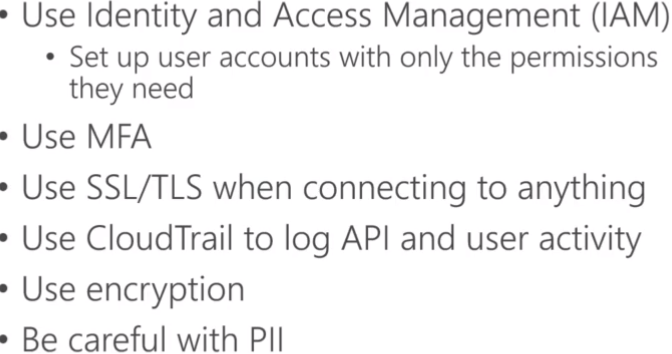 • Use Identity and Access Management (IAM)
• Set up user accounts with only the permissions
they need
• Use MFA
• Use SSL/TLS when connecting to anything
• Use CloudTrail to log API and user activity
• Use encryption
• Be careful with PII